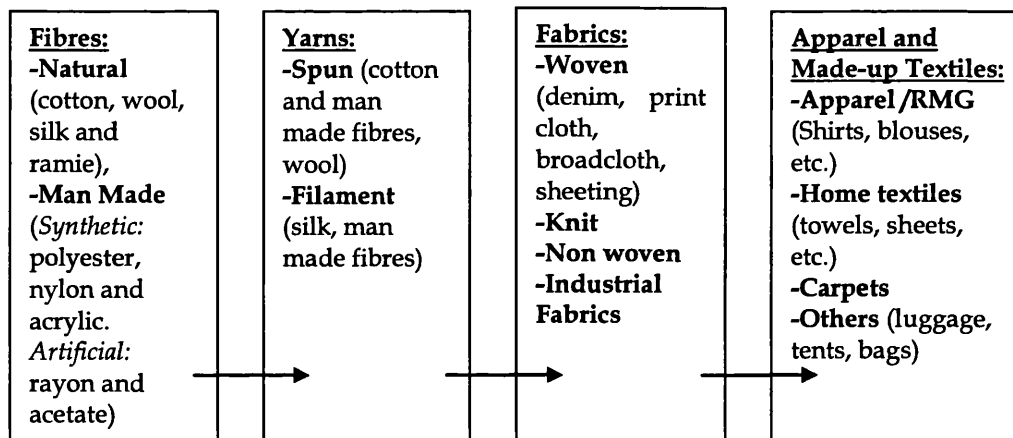 Fibres:
-Natural
(cotton, wool,
silk and
ramie),
-Man Made
(Synthetic:
polyester,
nylon and
acrylic.
Artificial:
rayon and
acetate)
Yarns:
-Spun (cotton
and man
made fibres,
wool)
-Filament
(silk, man
made fibres)
Fabrics:
-Woven
(denim, print
cloth,
broadcloth,
sheeting)
-Knit
-Non woven
-Industrial
Fabrics
Apparel and
Made-up Textiles:
-Apparel/RMG
(Shirts, blouses,
etc.)
-Home textiles
(towels, sheets,
etc.)
-Carpets
-Others (luggage,
tents, bags)